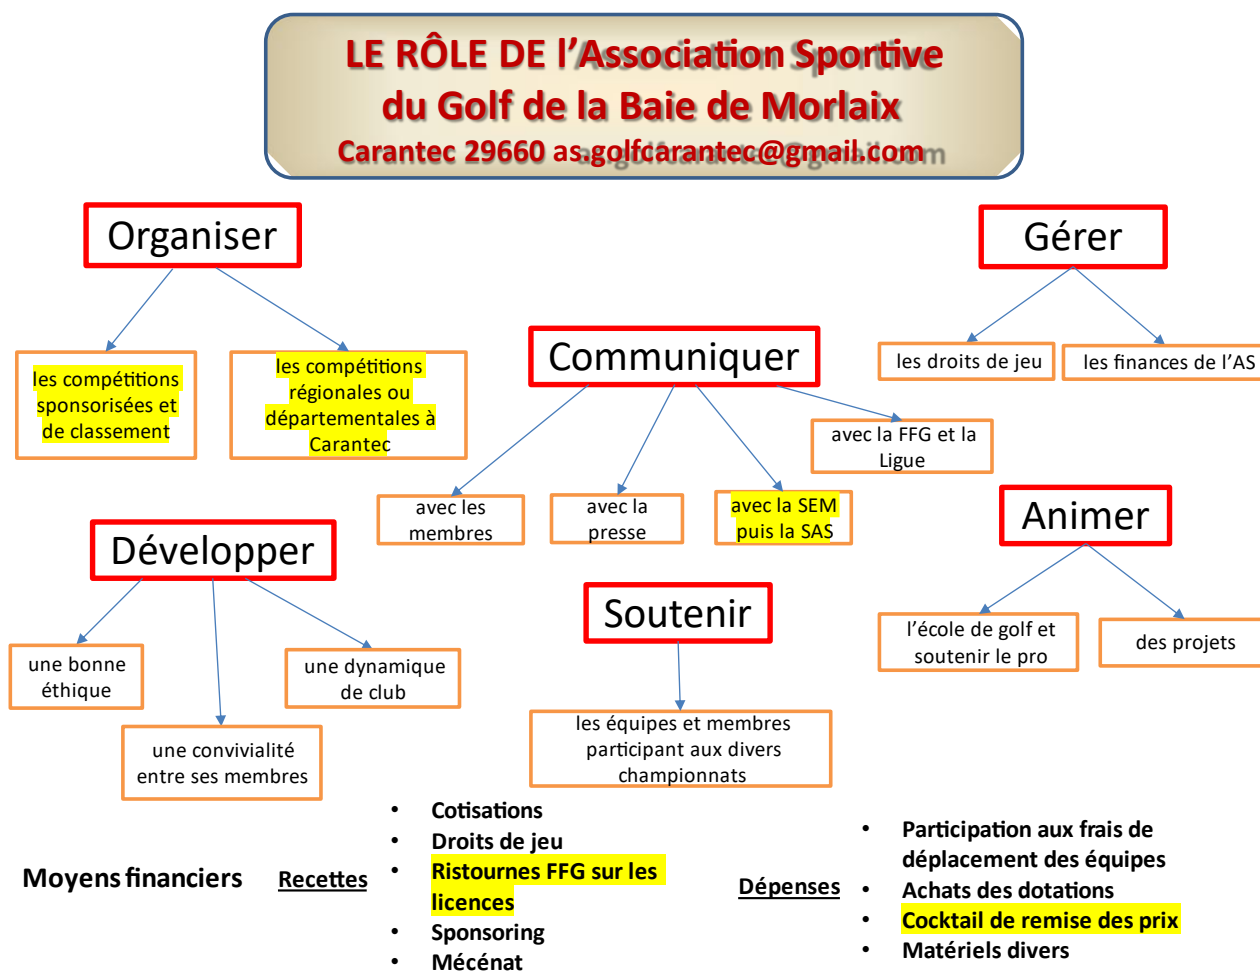 LE RÔLE DE l’Association Sportive
du Golf de la Baie de Morlaix
Carantec 29660 as.golfcarantec@gmail.com
Organiser
les compétitions
sponsorisées et
de classement
les compétitions
régionales ou
départementales à
Carantec
Communiquer
avec les
membres
avec la
presse
avec la SEM
puis la SAS
avec la FFG et la
Ligue
Gérer
les droits de jeu
les finances de l’AS
Développer
une bonne
éthique
une convivialité
entre ses membres
une dynamique
de club
Soutenir
les équipes et membres
participant aux divers
championnats
Animer
l’école de golf et
soutenir le pro
des projets
Moyens financiers
Recettes
• Cotisations
• Droits de jeu
• Ristournes FFG sur les
licences
• Sponsoring
• Mécénat
Dépenses
• Participation aux frais de
déplacement des équipes
• Achats des dotations
• Cocktail de remise des prix
• Matériels divers